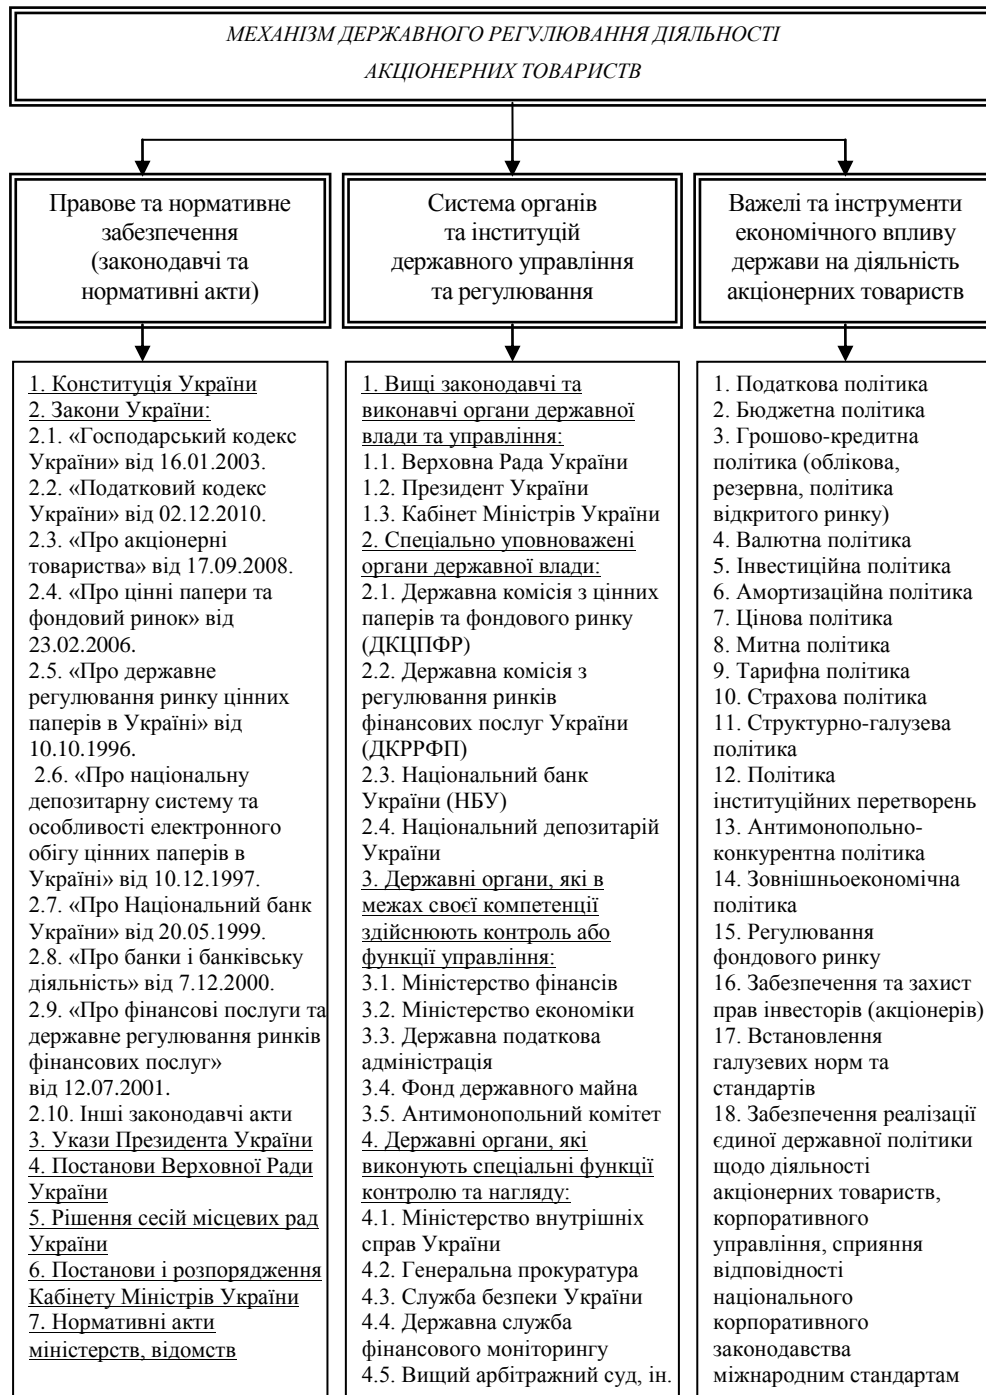 МЕХАНІЗМ ДЕРЖАВНОГО РЕГУЛЮВАННЯ ДІЯЛЬНОСТІ
АКЦІОНЕРНИХ ТОВАРИСТВ
Правове та нормативне
забезпечення
(законодавчі та
нормативні акти)
Система органів
та інституцій
державного управління
та регулювання
Важелі та інструменти
економічного впливу
держави на діяльність
акціонерних товариств
1. Конституція України
2. Закони України:
2.1. «Господарський кодекс
України» від 16.01.2003.
2.2. «Податковий кодекс
України» від 02.12.2010.
2.3. «Про акціонерні
товариства» від 17.09.2008.
2.4. «Про цінні папери та
фондовий ринок» від
23.02.2006.
2.5. «Про державне
регулювання ринку цінних
паперів в Україні» від
10.10.1996.
2.6. «Про національну
депозитарну систему та
особливості електронного
обігу цінних паперів в
Україні» від 10.12.1997.
2.7. «Про Національний банк
України» від 20.05.1999.
2.8. «Про банки і банківську
діяльність» від 7.12.2000.
2.9. «Про фінансові послуги та
державне регулювання ринків
фінансових послуг»
від 12.07.2001.
2.10. Інші законодавчі акти
3. Укази Президента України
4. Постанови Верховної Ради
України
5. Рішення сесій місцевих рад
України
6. Постанови і розпорядження
Кабінету Міністрів України
7. Нормативні акти
міністерств, відомств
1. Вищі законодавчі та
виконавчі органи державної
влади та управління:
1.1. Верховна Рада України
1.2. Президент України
1.3. Кабінет Міністрів України
2. Спеціально уповноважені
органи державної влади:
2.1. Державна комісія з цінних
паперів та фондового ринку
(ДКЦПФР)
2.2. Державна комісія з
регулювання ринків
фінансових послуг України
(ДКРРФП)
2.3. Національний банк
України (НБУ)
2.4. Національний депозитарій
України
3. Державні органи, які в
межах своєї компетенції
здійснюють контроль або
функції управління:
3.1. Міністерство фінансів
3.2. Міністерство економіки
3.3. Державна податкова
адміністрація
3.4. Фонд державного майна
3.5. Антимонопольний комітет
4. Державні органи, які
виконують спеціальні функції
контролю та нагляду:
4.1. Міністерство внутрішніх
справ України
4.2. Генеральна прокуратура
4.3. Служба безпеки України
4.4. Державна служба
фінансового моніторингу
4.5. Вищий арбітражний суд, ін.
1. Податкова політика
2. Бюджетна політика
3. Грошово-кредитна
політика (облікова,
резервна, політика
відкритого ринку)
4. Валютна політика
5. Інвестиційна політика
6. Амортизаційна політика
7. Цінова політика
8. Митна політика
9. Тарифна політика
10. Страхова політика
11. Структурно-галузева
політика
12. Політика
інституційних перетворень
13. Антимонопольно-
конкурентна політика
14. Зовнішньоекономічна
політика
15. Регулювання
фондового ринку
16. Забезпечення та захист
прав інвесторів (акціонерів)
17. Встановлення
галузевих норм та
стандартів
18. Забезпечення реалізації
єдиної державної політики
щодо діяльності
акціонерних товариств,
корпоративного
управління, сприяння
відповідності
національного
корпоративного
законодавства
міжнародним стандартам